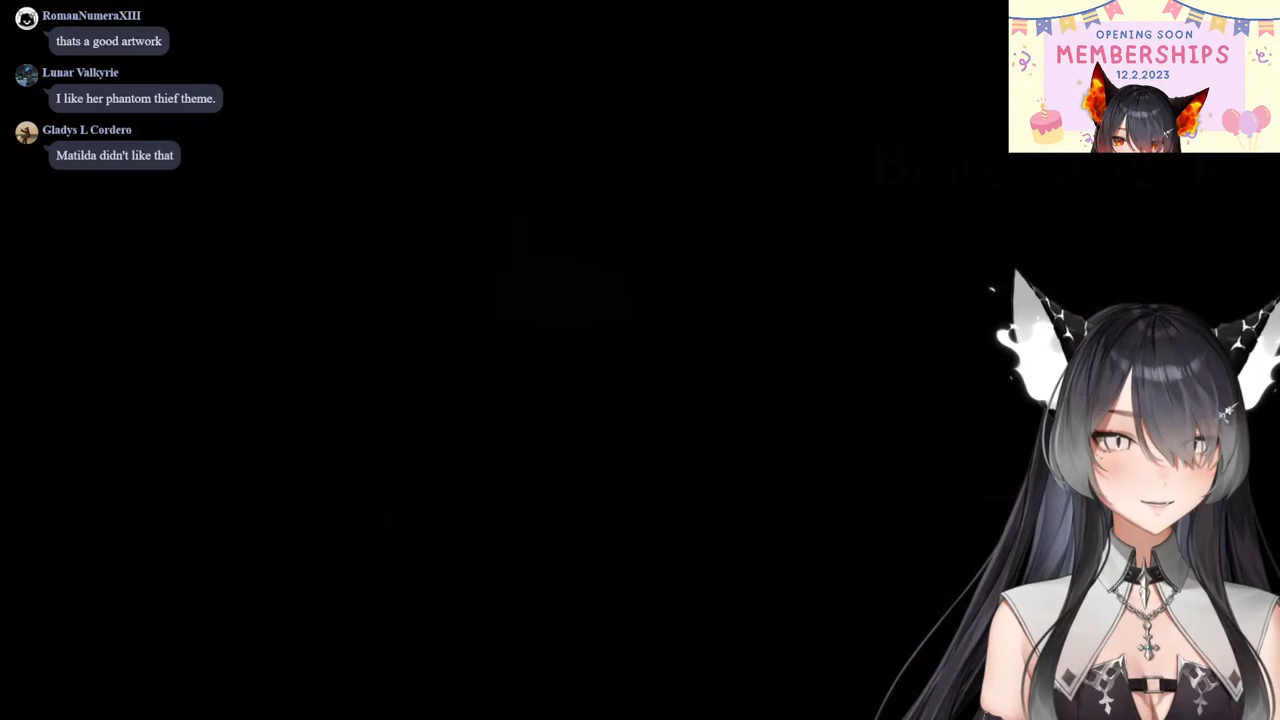 RomanNumeraXIII
thats a good artwork
Lunar Valkyrie
I like her phantom thief theme.
Gladys L Cordero
Matilda didn't like that
OPENING SOON
MEMBERSHIPS
12.2.2023